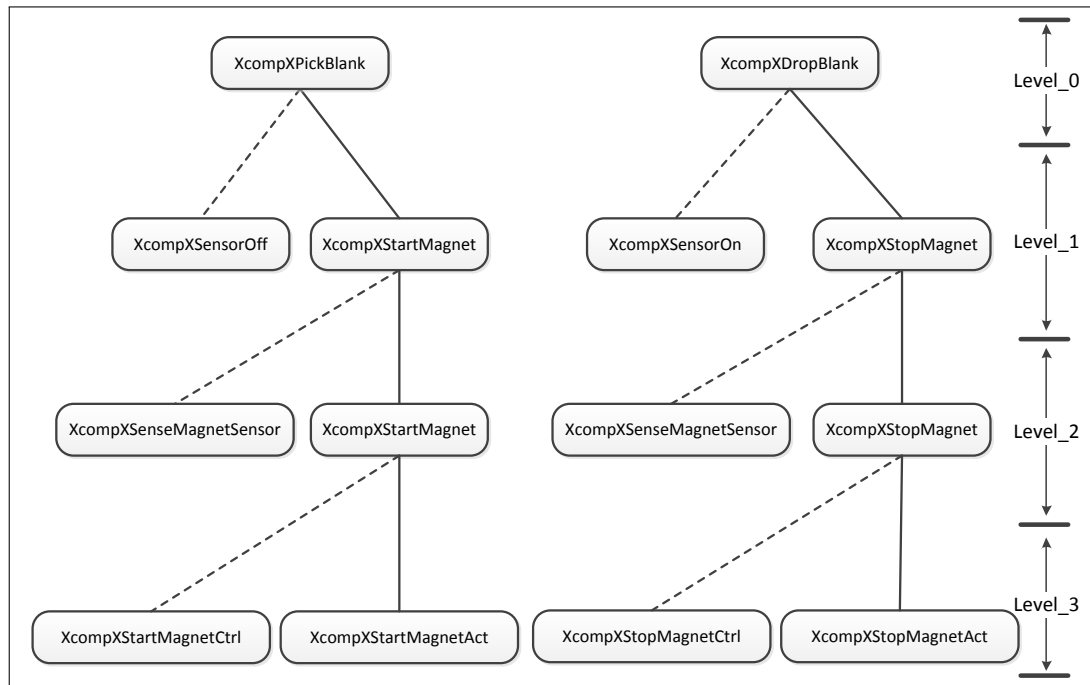 XcompXPickBlank
XcompXDropBlank
Level_0
XcompXSensorOff
XcompXStartMagnet
XcompXSensorOn
XcompXStopMagnet
Level_1
XcompXSenseMagnetSensor
XcompXStartMagnet
XcompXSenseMagnetSensor
XcompXStopMagnet
Level_2
XcompXStartMagnetCtrl
XcompXStartMagnetAct
XcompXStopMagnetCtrl
XcompXStopMagnetAct
Level_3